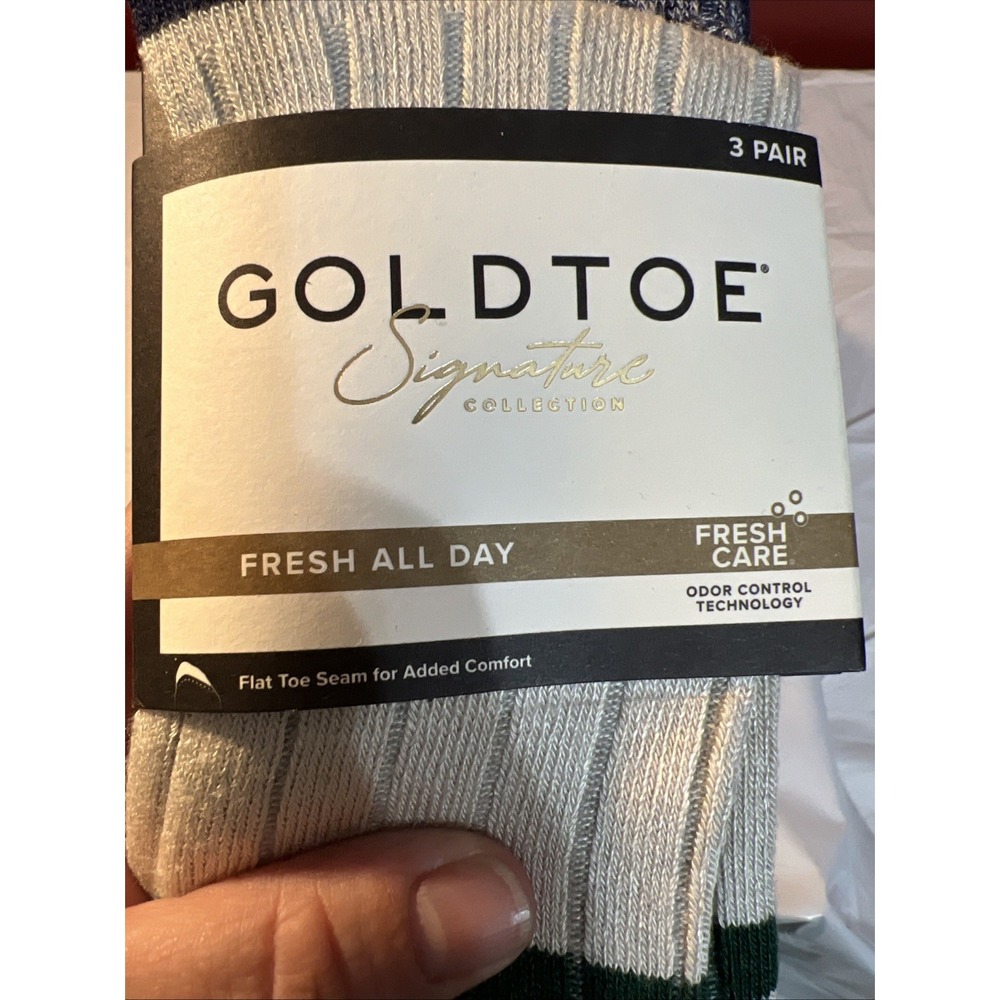 3 PAIR
GOLDTOE®
Signature
COLLECTION
FRESH ALL DAY
FRESH
CARE®
ODOR CONTROL
TECHNOLOGY
Flat Toe Seam for Added Comfort